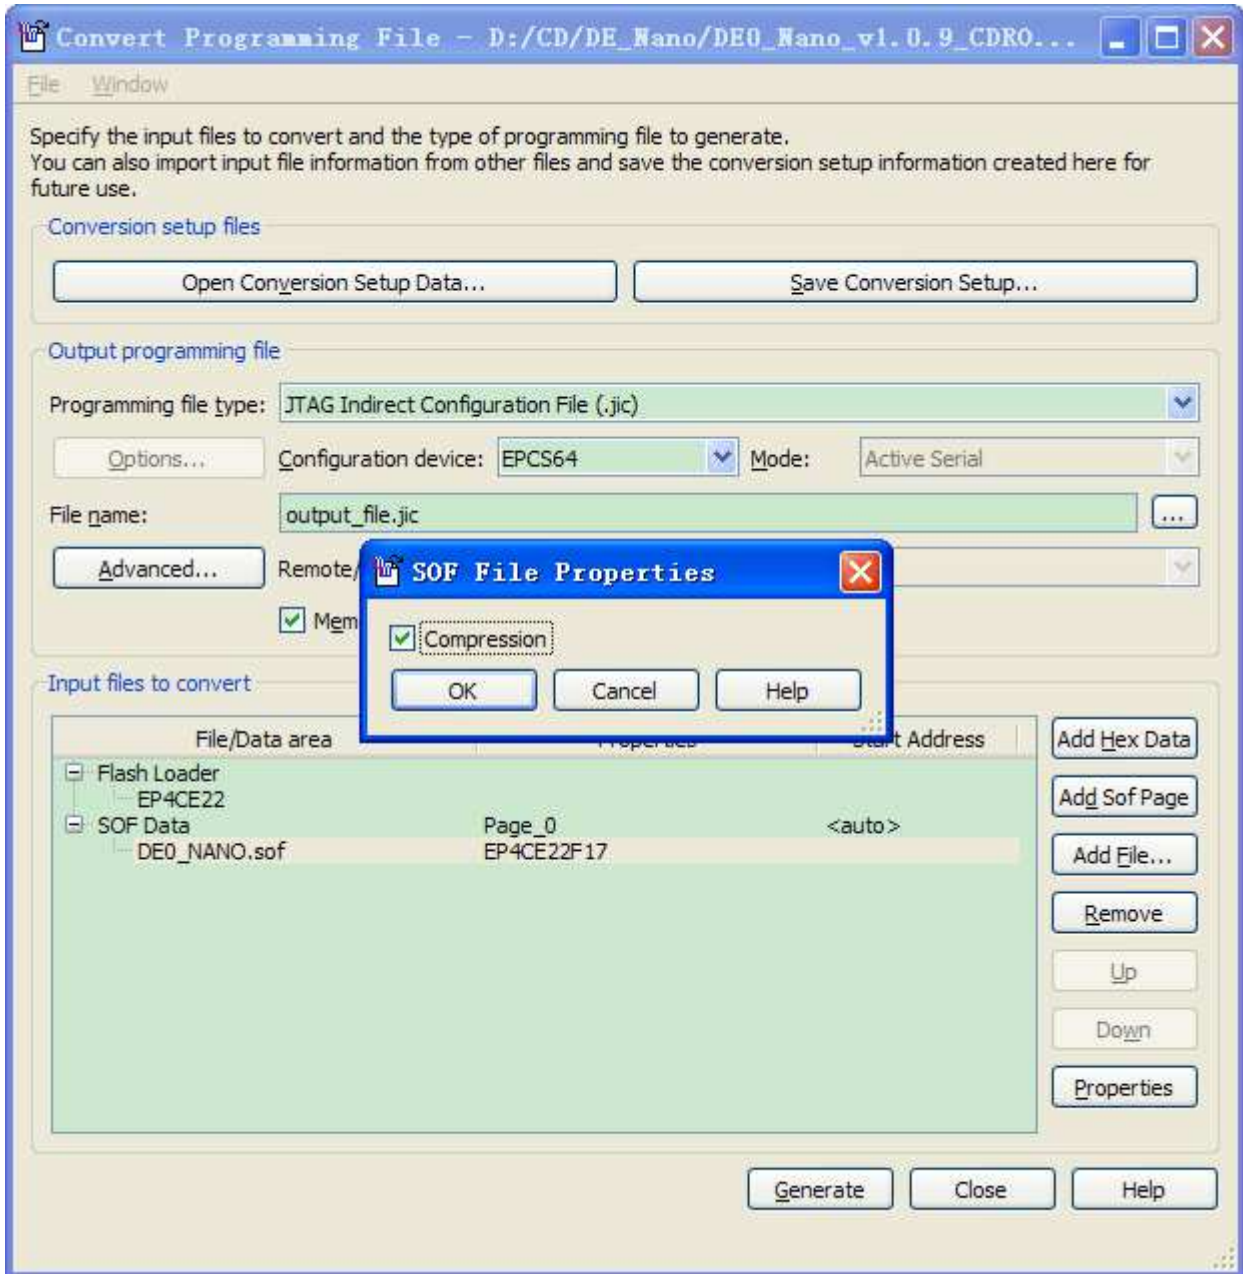 Convert Programming File - D:/CD/DE_Nano/DE0_Nano_v1.0.9_CDRO...
File Window
Specify the input files to convert and the type of programming file to generate.
You can also import input file information from other files and save the conversion setup information created here for
future use.
Conversion setup files
Open Conversion Setup Data... Save Conversion Setup...
Output programming file
Programming file type: JTAG Indirect Configuration File (.jic)
Options... Configuration device: EPCS64 Mode: Active Serial
File name: output_file.jic ...
Advanced... Remote/
SOF File Properties
Compression
OK Cancel Help
Input files to convert
File/Data area Properties Start Address
Flash Loader
EP4CE22
SOF Data Page_0 <auto>
DE0_NANO.sof EP4CE22F17
Add Hex Data
Add Sof Page
Add File...
Remove
Up
Down
Properties
Generate Close Help